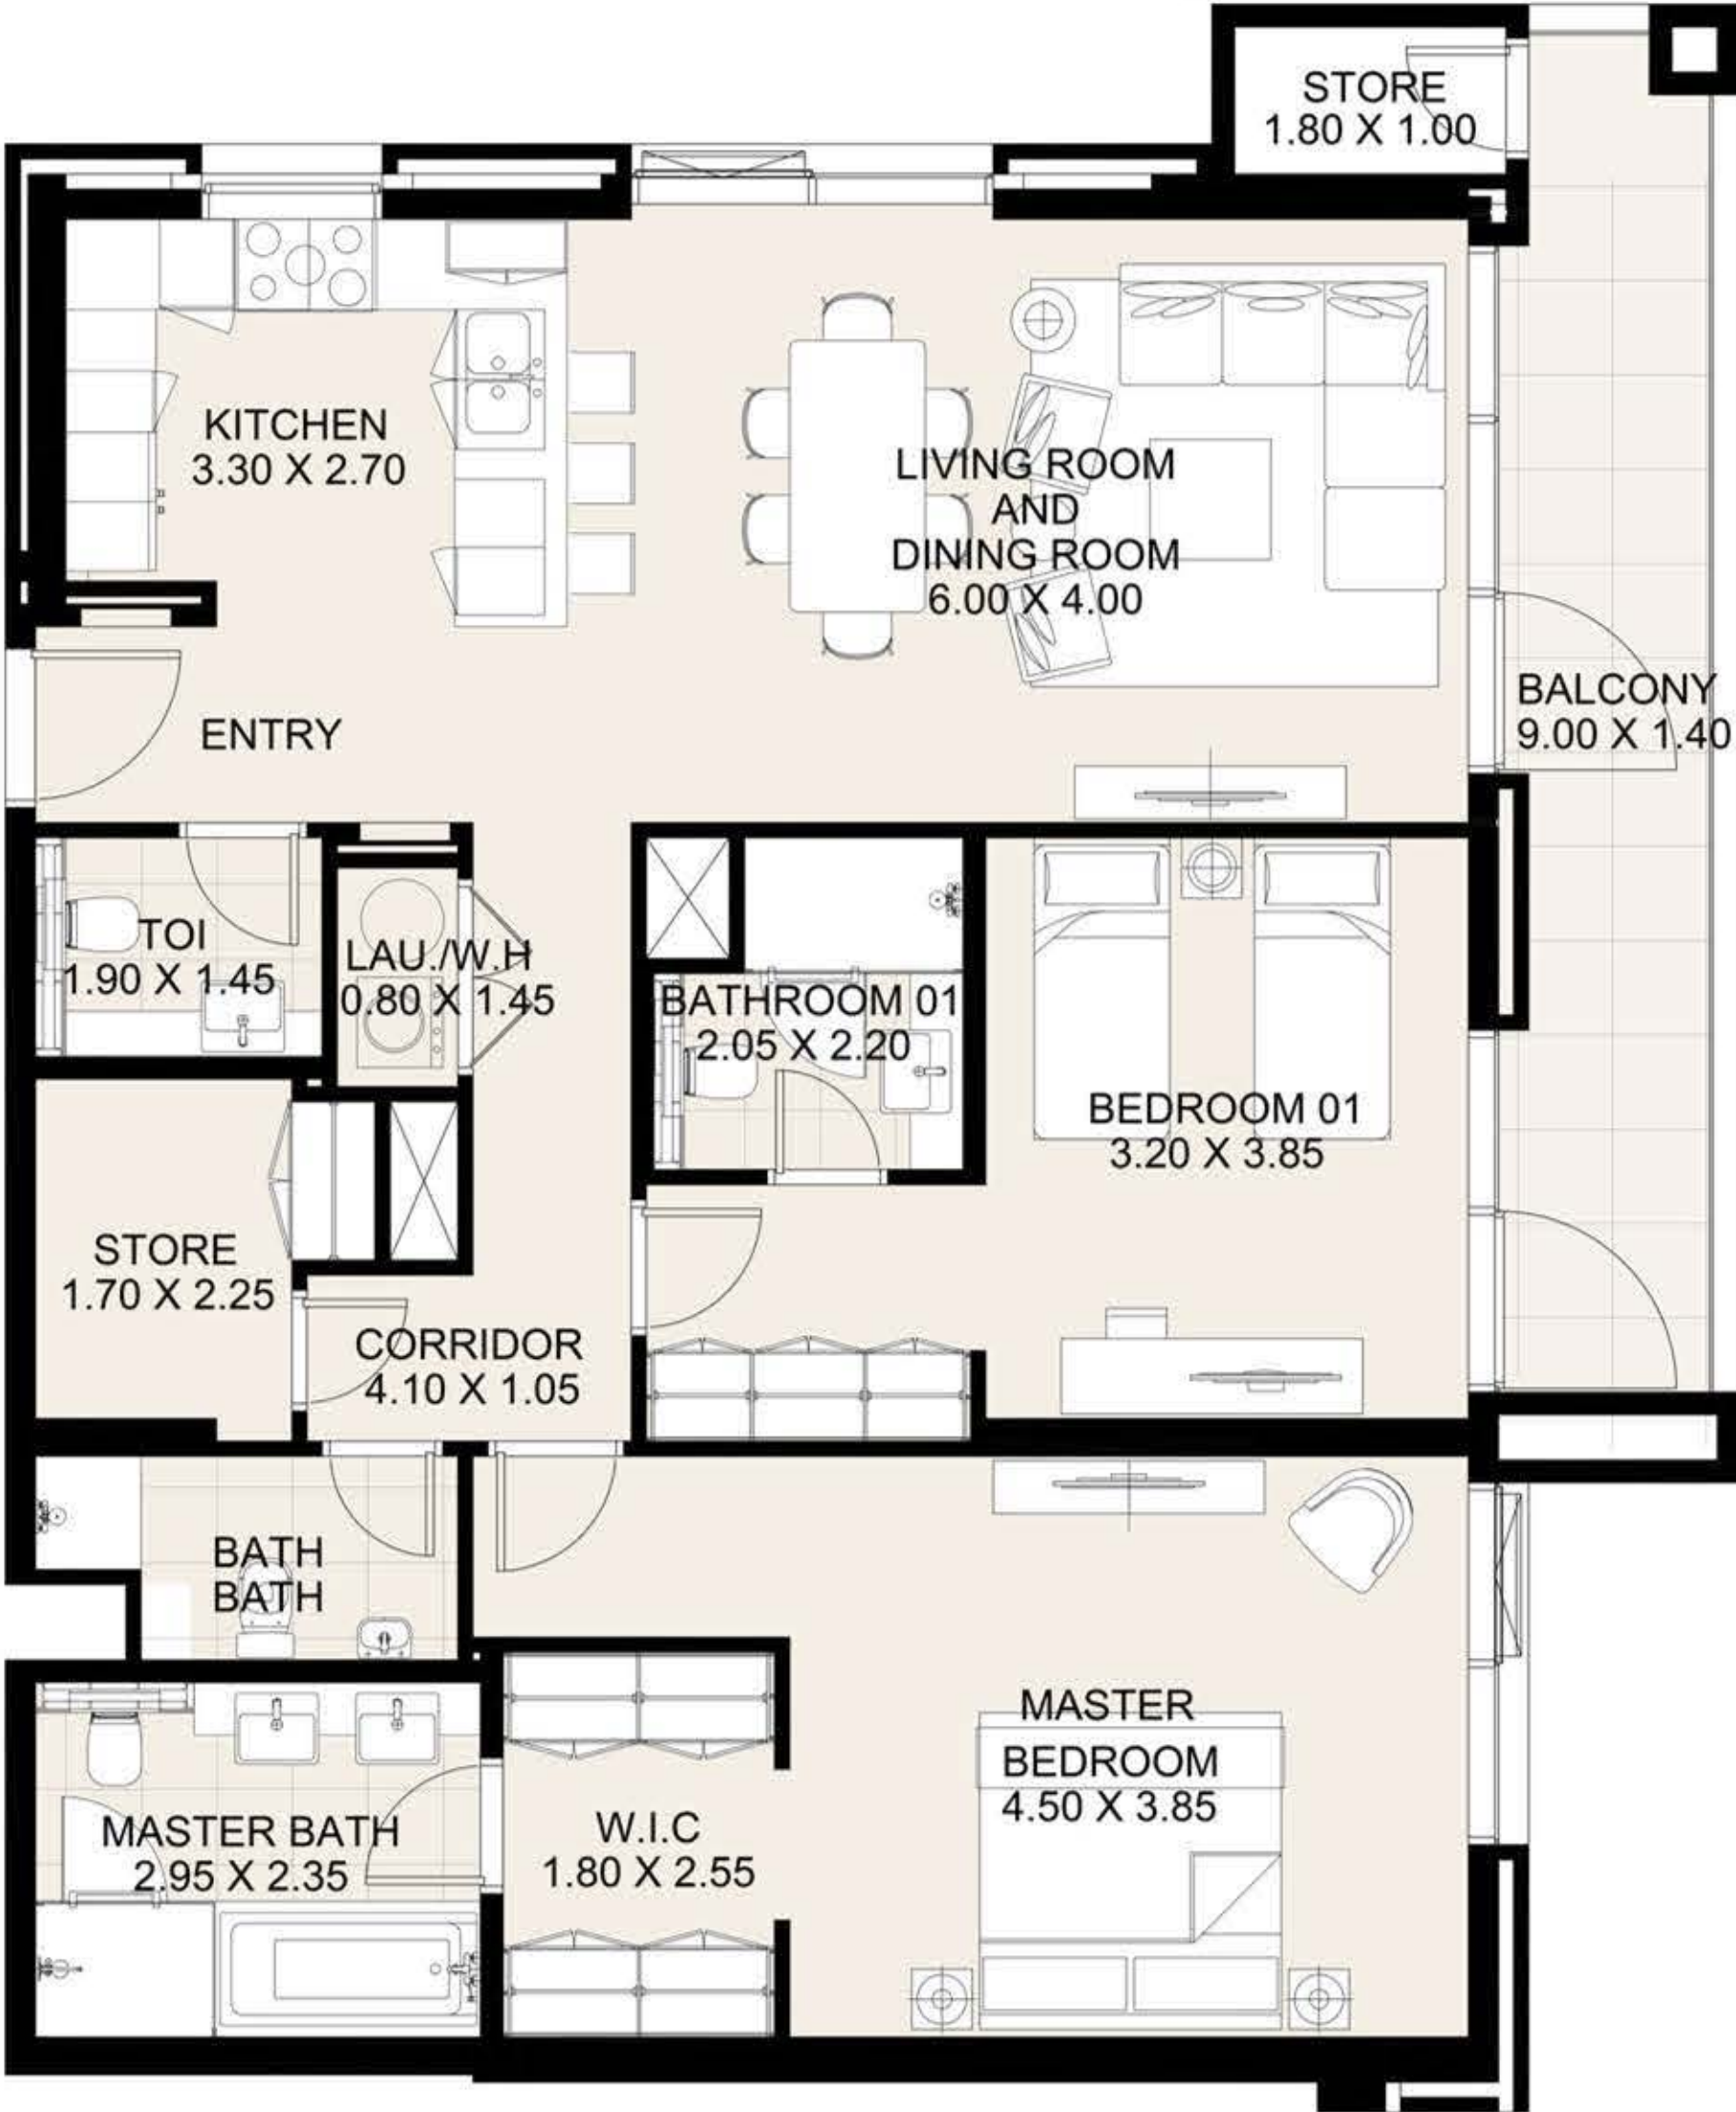 STORE
1.80 X 1.00
KITCHEN
3.30 X 2.70
LIVING ROOM
AND
DINING ROOM
6.00 X 4.00
BALCONY
9.00 X 1.40
ENTRY
TOI
1.90 X 1.45
LAU./W.H
0.80 X 1.45
BATHROOM 01
2.05 X 2.20
BEDROOM 01
3.20 X 3.85
STORE
1.70 X 2.25
CORRIDOR
4.10 X 1.05
BATH
BATH
MASTER
BEDROOM
4.50 X 3.85
MASTER BATH
2.95 X 2.35
W.I.C
1.80 X 2.55